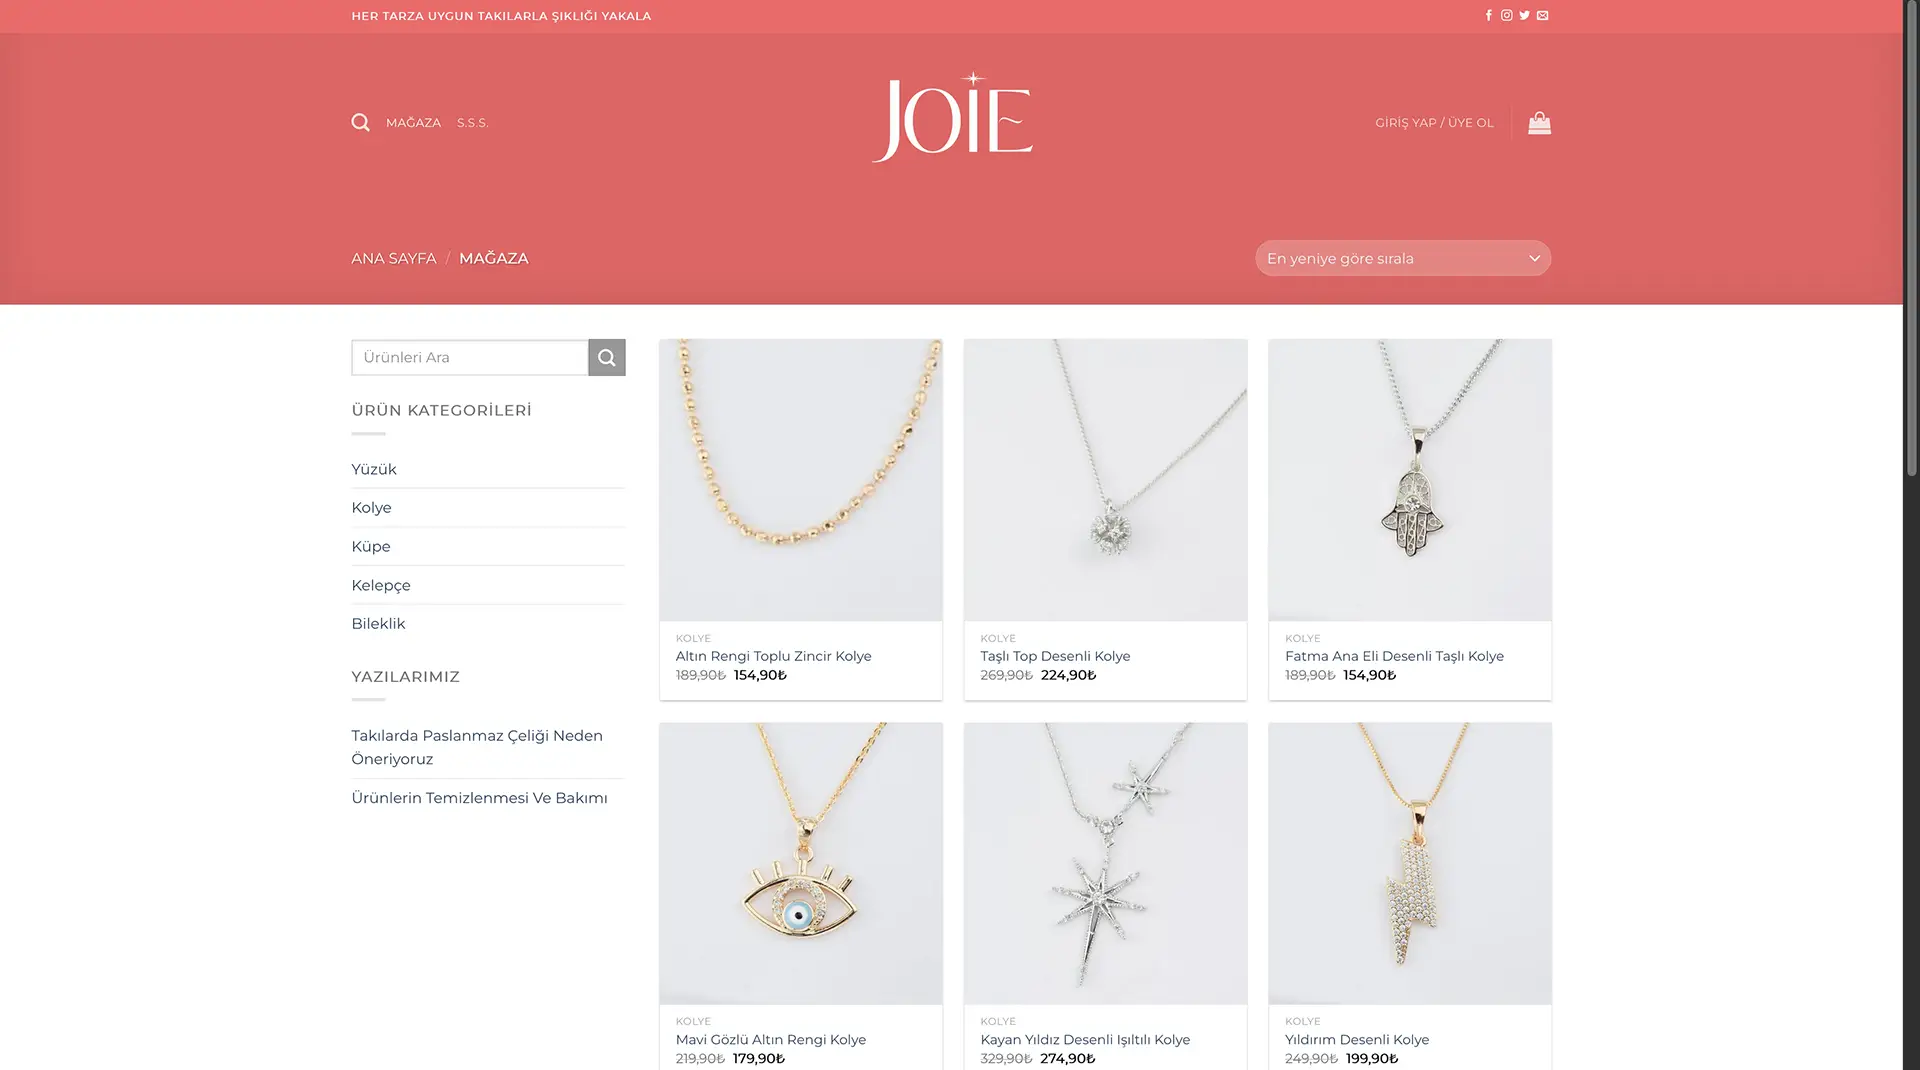 HER TARZA UYGUN TAKILARLA ŞIKLIĞI YAKALA
MAĞAZA
S.S.S.
JOIE
GIRIŞ YAP / ÜYE OL
ANA SAYFA / MAĞAZA
En yeniye göre sırala
Ürünleri Ara
ÜRÜN KATEGORİLERİ
Yüzük
Kolye
Küpe
Kelepçe
Bileklik
YAZILARIMIZ
Takılarda Paslanmaz Çeliği Neden
Öneriyoruz
Ürünlerin Temizlenmesi Ve Bakımı
KOLYE
Altın Rengi Toplu Zincir Kolye
189,90₺ 154,90₺
KOLYE
Taşlı Top Desenli Kolye
269,90₺ 224,90₺
KOLYE
Fatma Ana Eli Desenli Taşlı Kolye
189,90₺ 154,90₺
KOLYE
Mavi Gözlü Altın Rengi Kolye
219,90₺ 179,90₺
KOLYE
Kayan Yıldız Desenli Işıltılı Kolye
329,90₺ 274,90₺
KOLYE
Yıldırım Desenli Kolye
249,90₺ 199,90₺